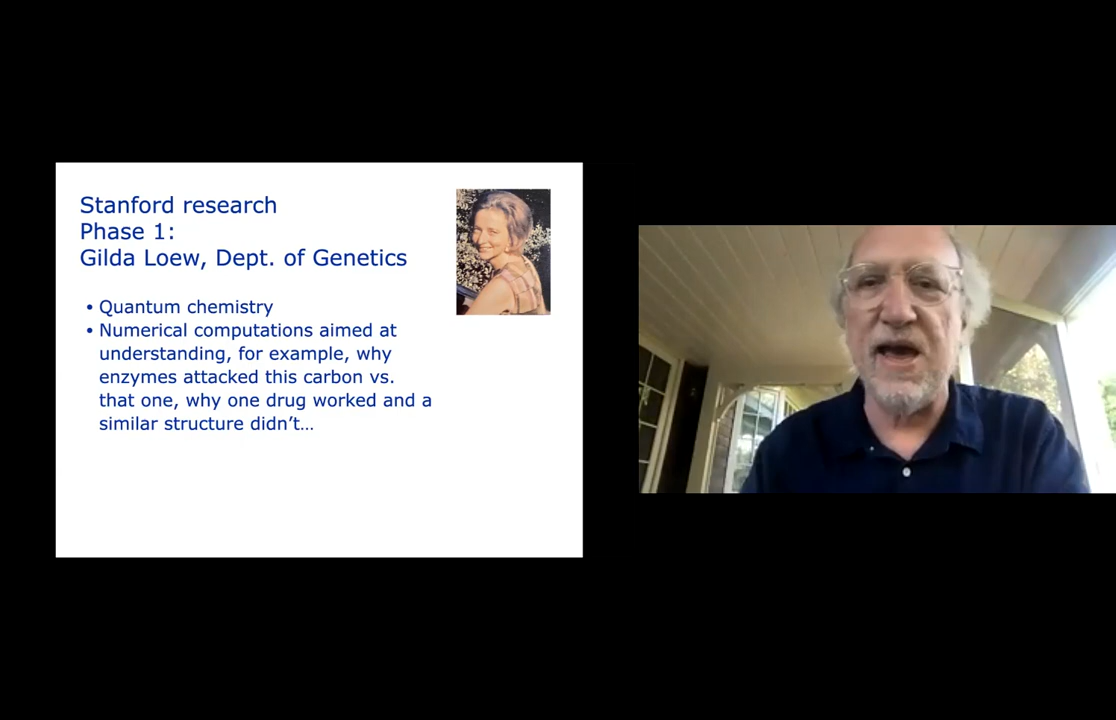 Stanford research
Phase 1:
Gilda Loew, Dept. of Genetics
• Quantum chemistry
• Numerical computations aimed at
understanding, for example, why
enzymes attacked this carbon vs.
that one, why one drug worked and a
similar structure didn’t…